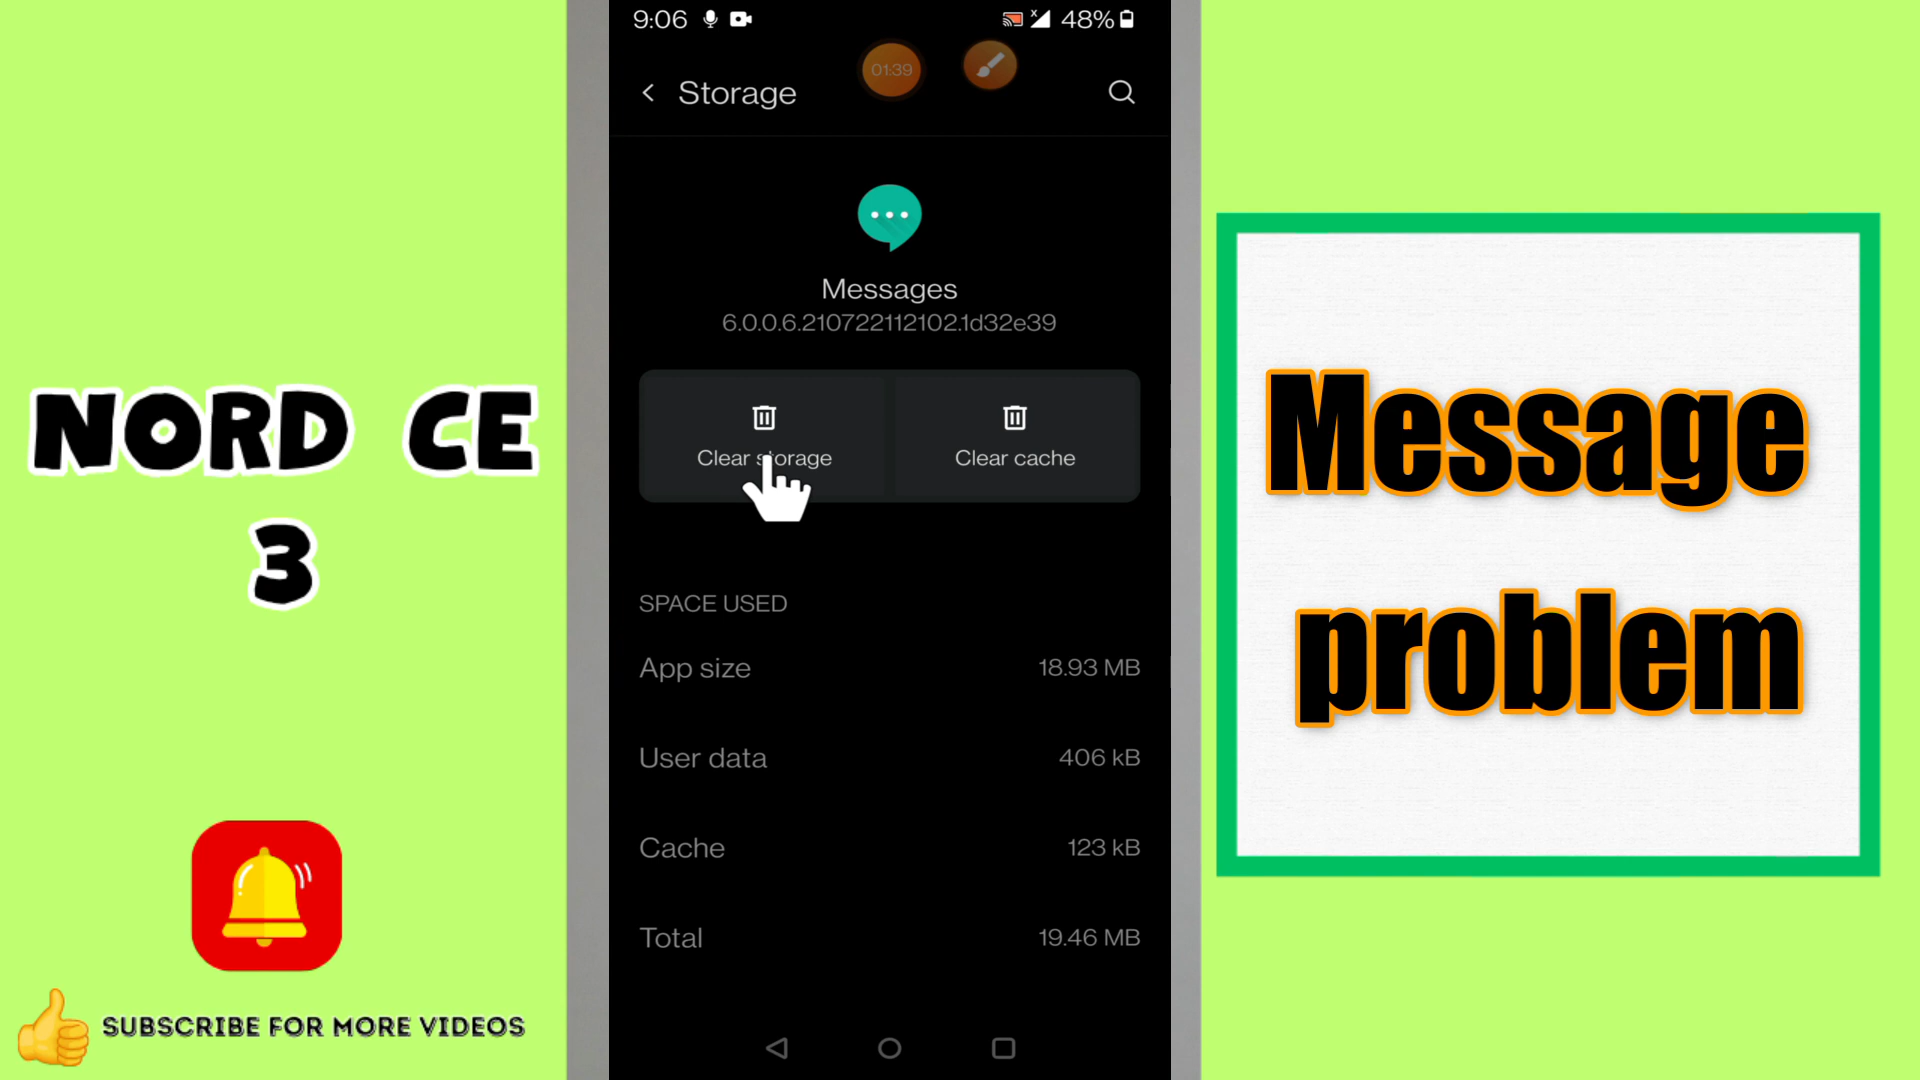 9:06
48%
01:39
Storage
Messages
6.0.0.6.210722112102.1d32e39
Clear storage
Clear cache
SPACE USED
App size
18.93 MB
User data
406 kB
Cache
123 kB
Total
19.46 MB
NORD CE
3
SUBSCRIBE FOR MORE VIDEOS
Message
problem